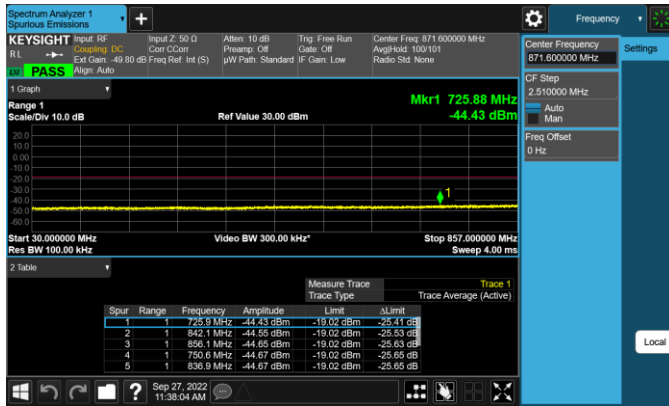 Spectrum Analyzer 1
Spurious Emissions
+
Frequency
KEYSIGHT Input: RF Input Z: 50 Ω Atten: 10 dB Trig: Free Run Center Freq: 871.600000 MHz
RL Coupling: DC Corr CCorr Preamp: Off Gate: Off Avg|Hold: 100/101
Ext Gain: -49.80 dB Freq Ref: Int (S) µW Path: Standard IF Gain: Low Radio Std: None
PASS Align: Auto
Center Frequency
871.600000 MHz
Settings
CF Step
2.510000 MHz
Auto
Man
Freq Offset
0 Hz
Local
1 Graph
Range 1
Mkr1 725.88 MHz
Scale/Div 10.0 dB Ref Value 30.00 dBm -44.43 dBm
20.0
10.0
0.00
-10.0
-20.0
-30.0
-40.0
-50.0
-60.0
1
Start 30.000000 MHz Video BW 300.00 kHz* Stop 857.000000 MHz
Res BW 100.00 kHz Sweep 4.00 ms
2 Table
Measure Trace Trace 1
Trace Type Trace Average (Active)
Spur Range Frequency Amplitude Limit ΔLimit
1 1 725.9 MHz -44.43 dBm -19.02 dBm -25.41 dB
2 1 842.1 MHz -44.55 dBm -19.02 dBm -25.53 dB
3 1 856.1 MHz -44.65 dBm -19.02 dBm -25.63 dB
4 1 750.6 MHz -44.67 dBm -19.02 dBm -25.65 dB
5 1 836.9 MHz -44.67 dBm -19.02 dBm -25.65 dB
? Sep 27, 2022
11:38:04 AM